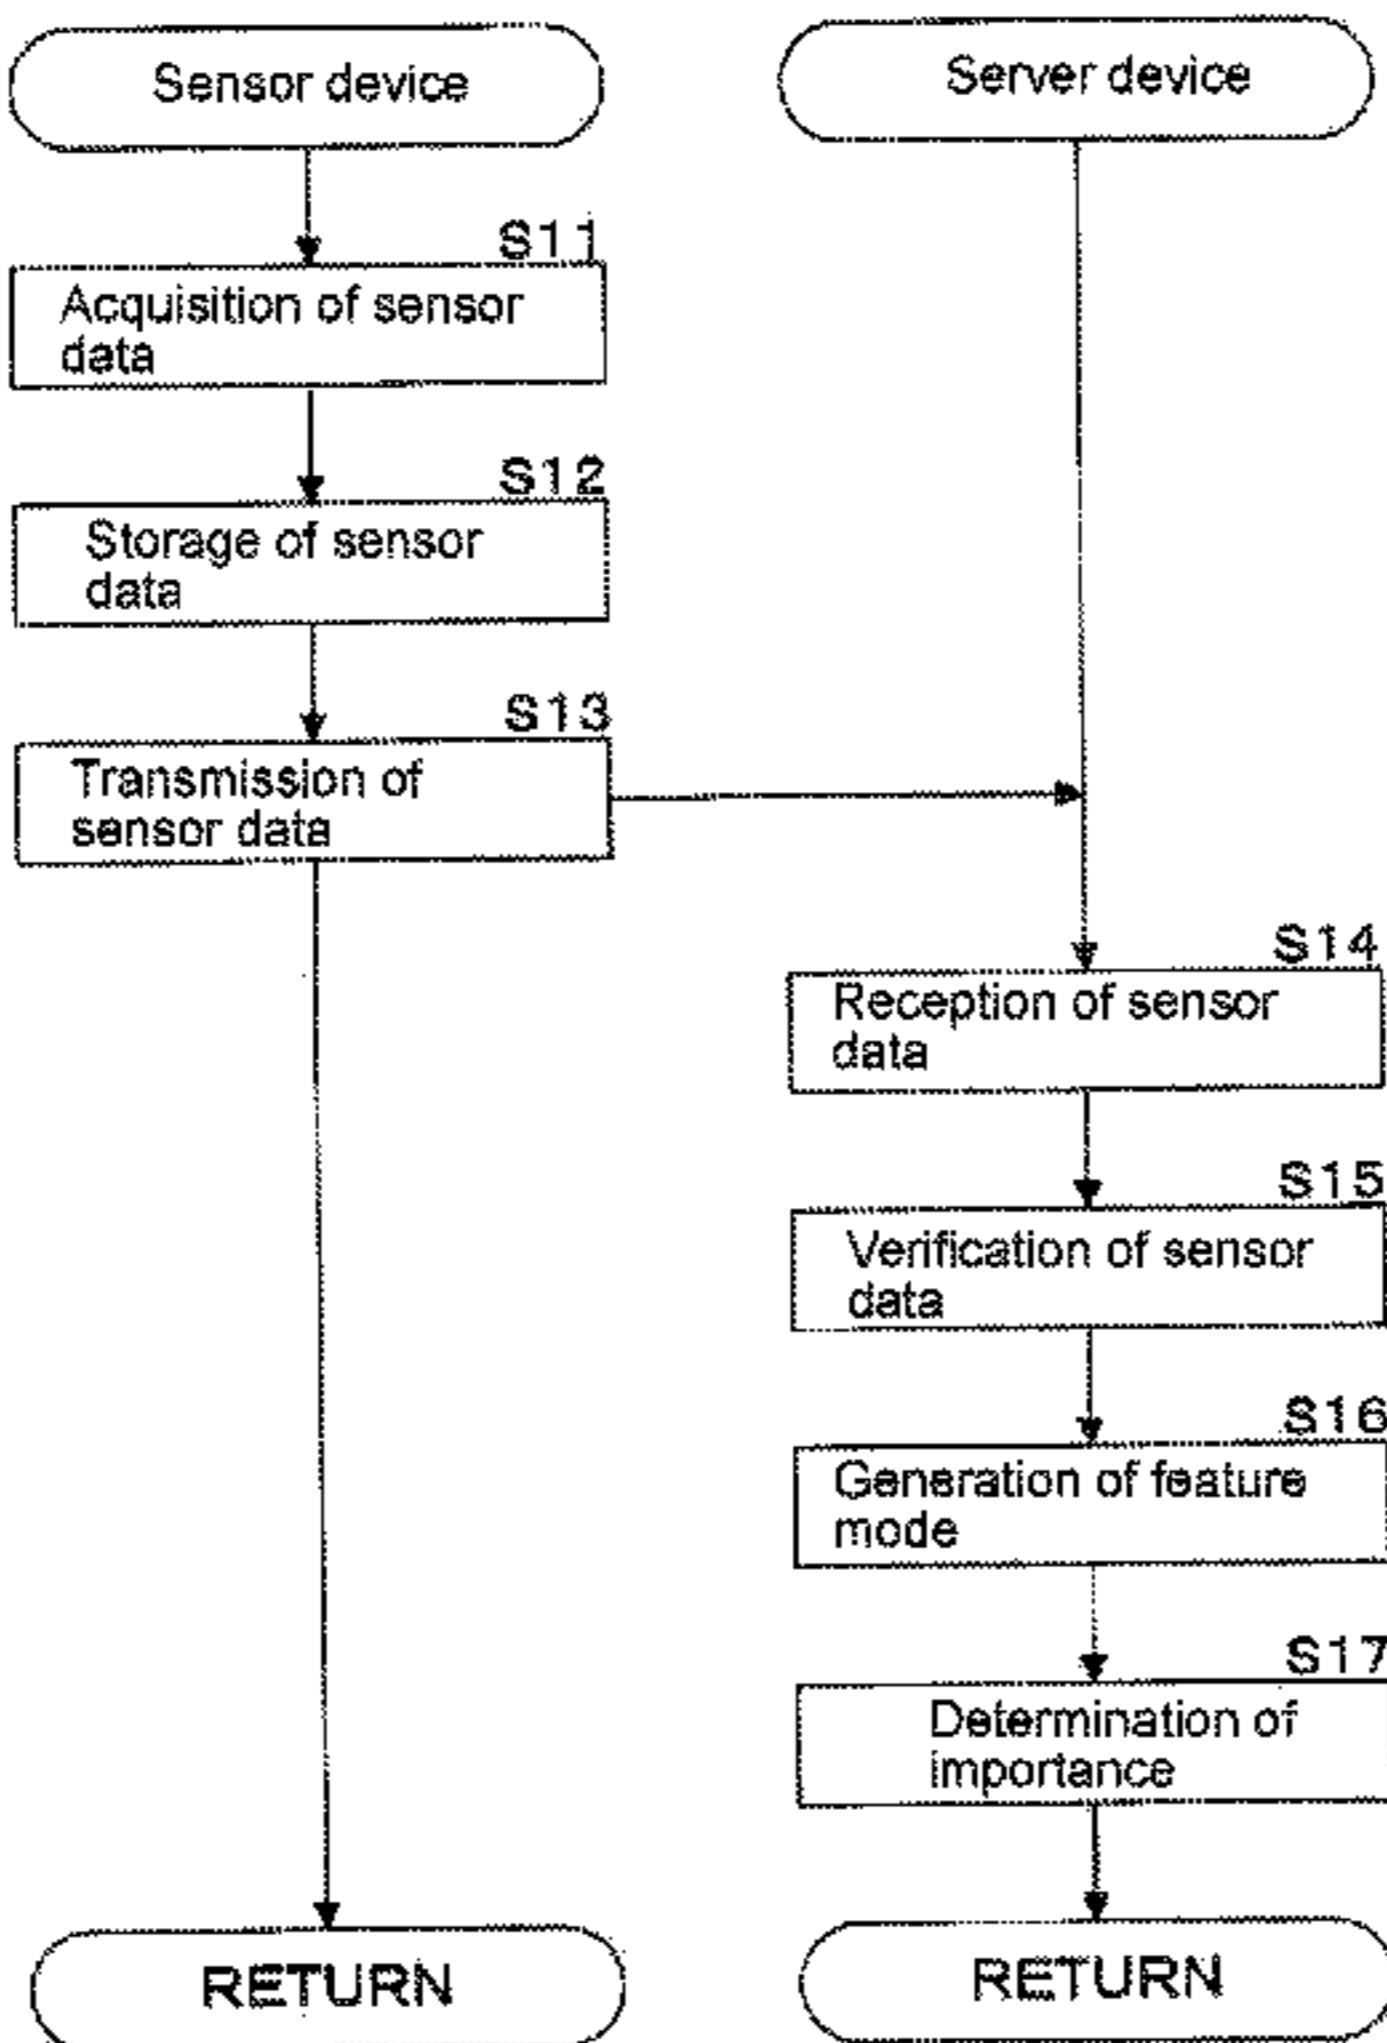 Sensor device
Server device
S11
Acquisition of sensor
data
S12
Storage of sensor
data
S13
Transmission of
sensor data
S14
Reception of sensor
data
S15
Verification of sensor
data
S16
Generation of feature
mode
S17
Determination of
importance
RETURN
RETURN